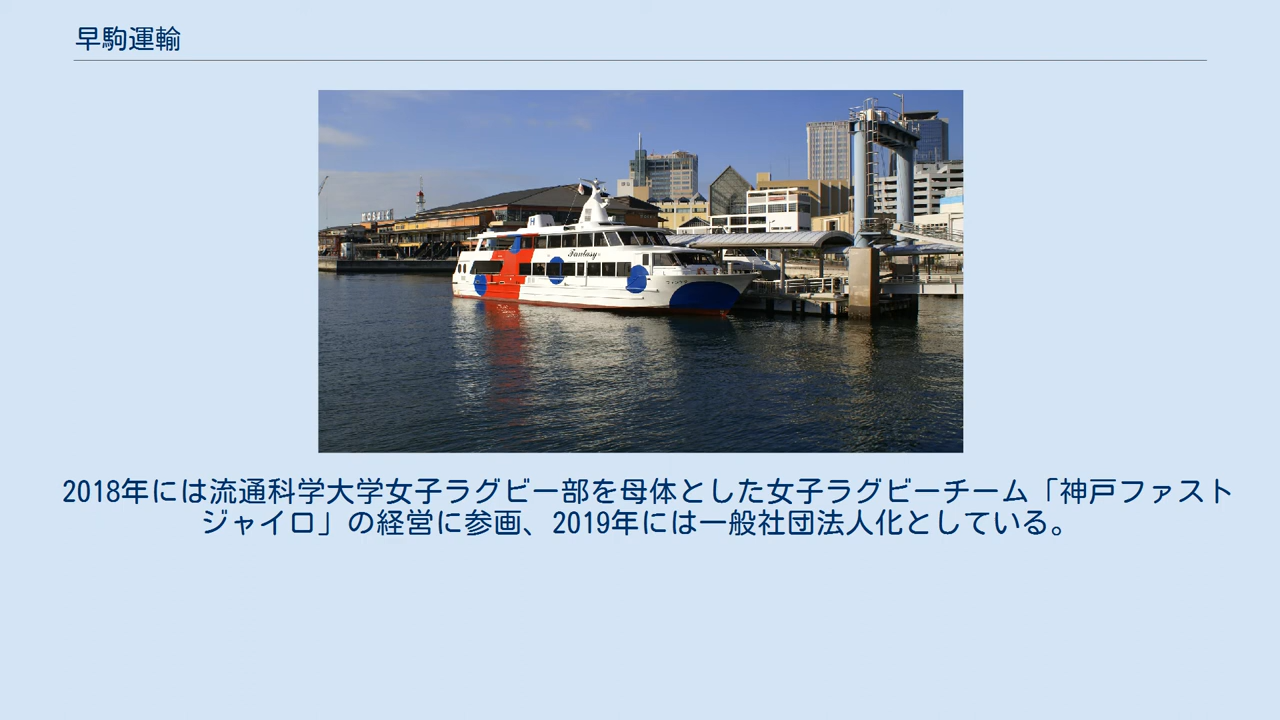 早駒運輸
MOSAIC
Fantasy
2018年には流通科学大学女子ラグビー部を母体とした女子ラグビーチーム「神戸ファスト
ジャイロ」の経営に参画、2019年には一般社団法人化としている。